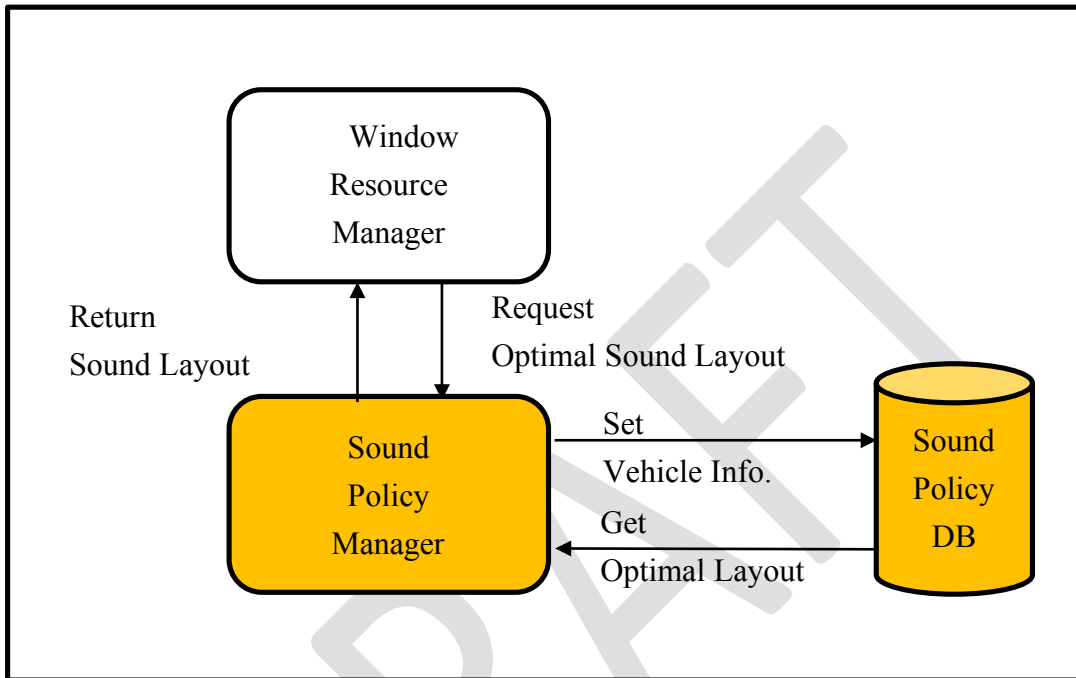 Window
Resource
Manager
Return
Sound Layout
Request
Optimal Sound Layout
Sound
Policy
Manager
Set
Vehicle Info.
Get
Optimal Layout
Sound
Policy
DB
DRAFT